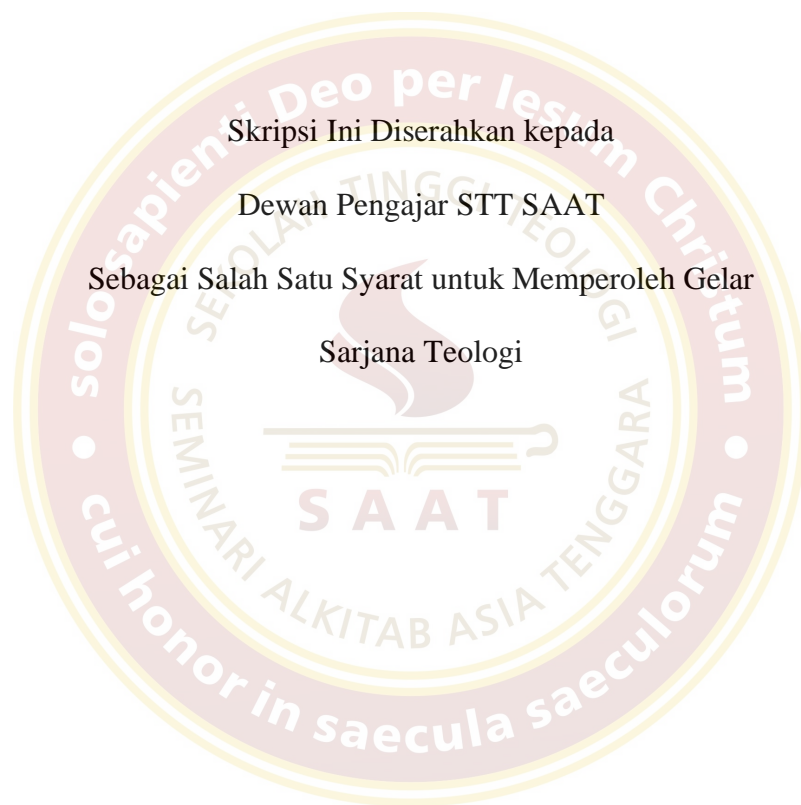 Skripsi Ini Diserahkan kepada
Dewan Pengajar STT SAAT
Sebagai Salah Satu Syarat untuk Memperoleh Gelar
Sarjana Teologi
solo sapienti Deo per Iesum Christum
SEKOLAH TINGGI TEOLOGI
SEMINARI ALKITAB ASIA TENGGARA
SAAT
cui honor in saecula saeculorum